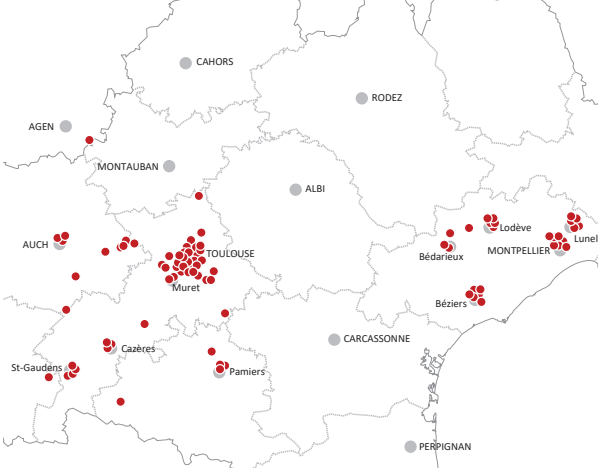 CAHORS
RODEZ
AGEN
MONTAUBAN
ALBI
AUCH
TOULOUSE
Lodève
Lunel
MONTPELLIER
Bédarieux
Muret
Béziers
CARCASSONNE
Cazères
St-Gaudens
Pamiers
PERPIGNAN